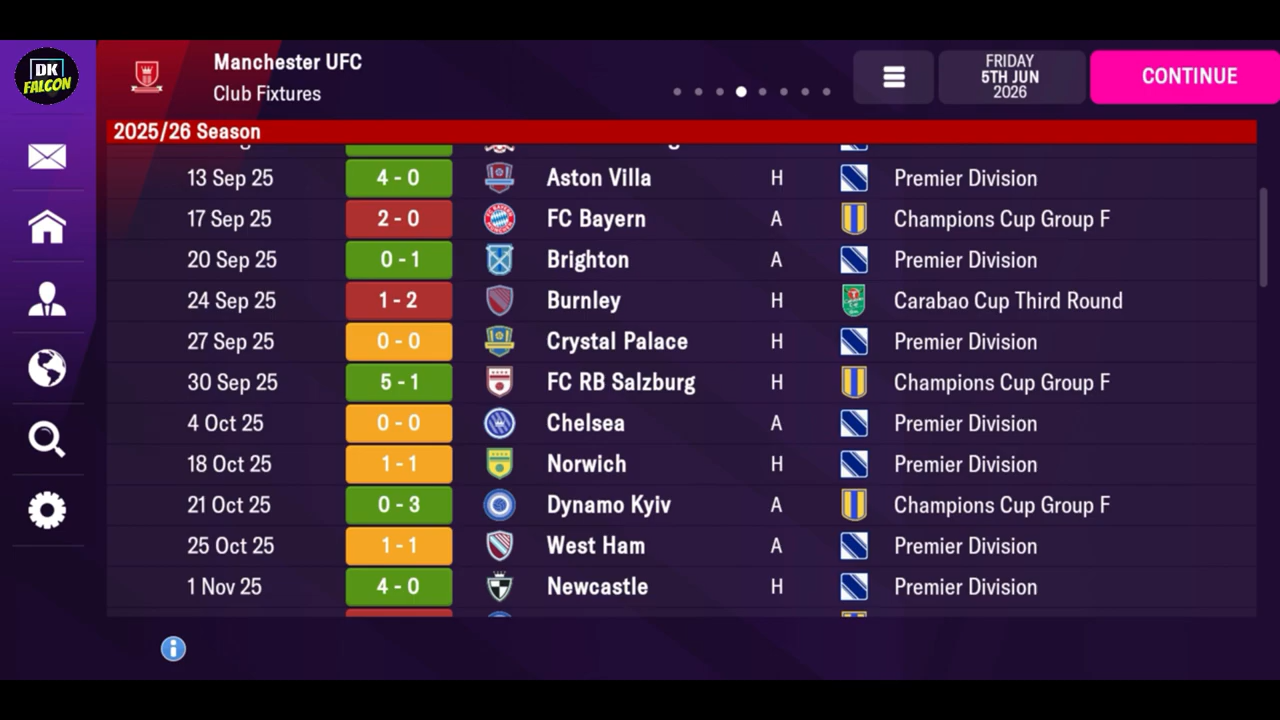 DK
FALCON
Manchester UFC
Club Fixtures
FRIDAY
5TH JUN
2026
CONTINUE
2025/26 Season
13 Sep 25 4 - 0 Aston Villa H Premier Division
17 Sep 25 2 - 0 FC Bayern A Champions Cup Group F
20 Sep 25 0 - 1 Brighton A Premier Division
24 Sep 25 1 - 2 Burnley H Carabao Cup Third Round
27 Sep 25 0 - 0 Crystal Palace H Premier Division
30 Sep 25 5 - 1 FC RB Salzburg H Champions Cup Group F
4 Oct 25 0 - 0 Chelsea A Premier Division
18 Oct 25 1 - 1 Norwich H Premier Division
21 Oct 25 0 - 3 Dynamo Kyiv A Champions Cup Group F
25 Oct 25 1 - 1 West Ham A Premier Division
1 Nov 25 4 - 0 Newcastle H Premier Division